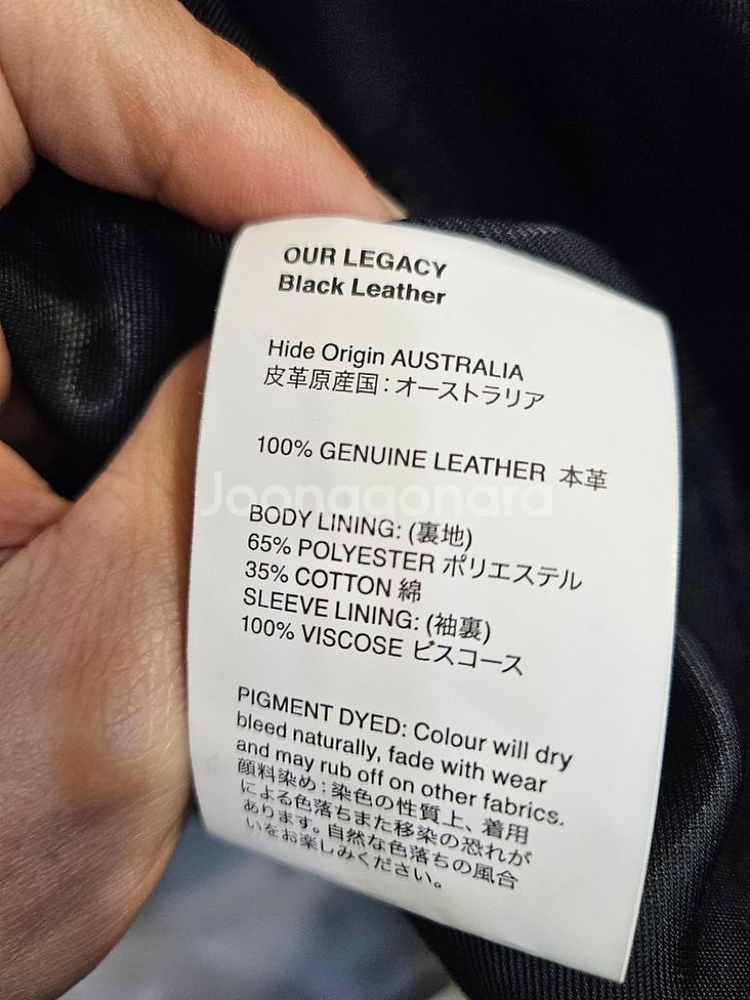 OUR LEGACY
Black Leather
Hide Origin AUSTRALIA
皮革原産国：オーストラリア
100% GENUINE LEATHER 本革
Joonggonara
BODY LINING: (裏地)
65% POLYESTER ポリエステル
35% COTTON 綿
SLEEVE LINING: (袖裏)
100% VISCOSE ビスコース
PIGMENT DYED: Colour will dry
bleed naturally, fade with wear
and may rub off on other fabrics.
顔料染め：染色の性質上、着用
による色落ちまた移染の恐れが
あります。自然な色落ちの風合
いをお楽しみください。